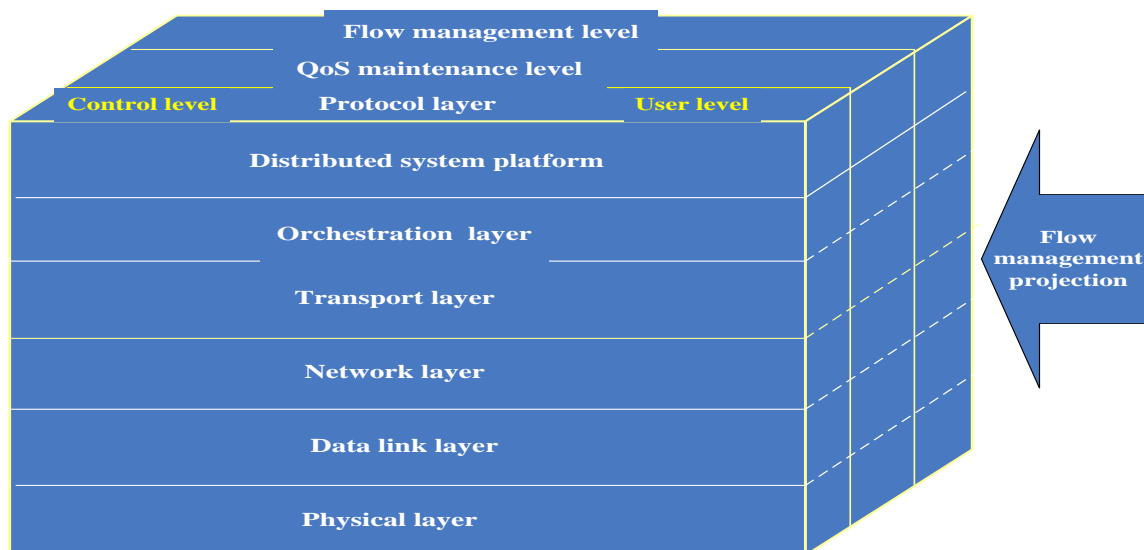 Flow management level
QoS maintenance level
Control level Protocol layer User level
Distributed system platform
Orchestration layer
Flow
management
projection
Transport layer
Network layer
Data link layer
Physical layer